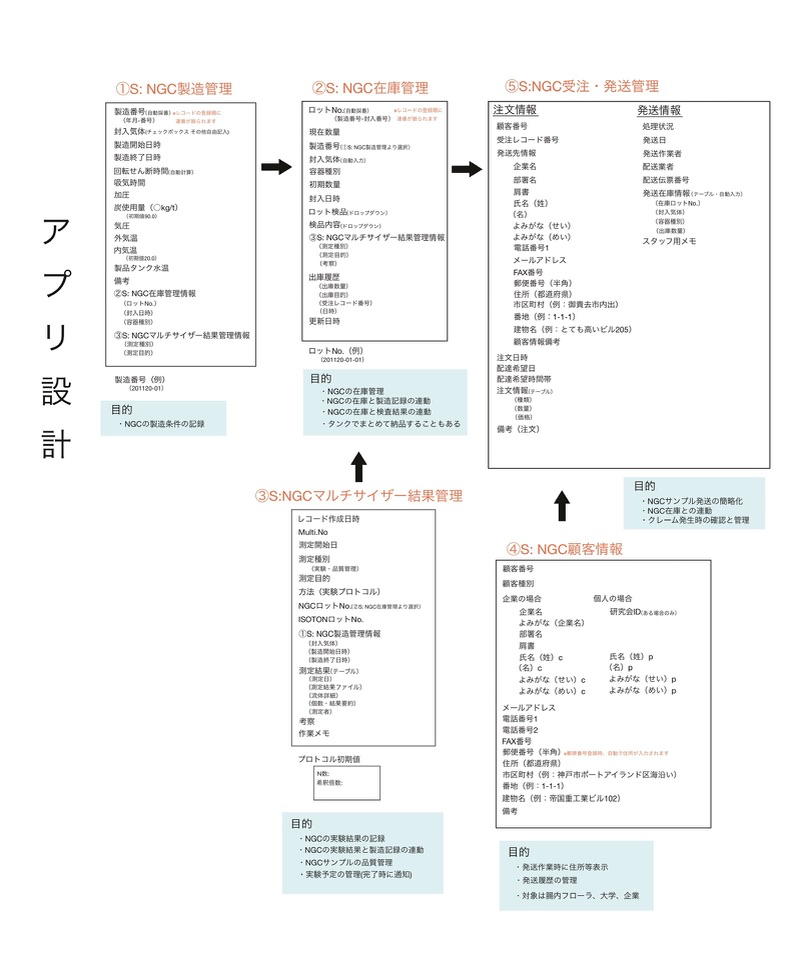 アプリ設計
①S: NGC製造管理
製造番号(自動採番) ※レコードの登録順に
(年月-番号) 連番が振られます
封入気体(チェックボックス その他自由記入)
製造開始日時
製造終了日時
回転せん断時間(自動計算)
吸気時間
加圧
炭使用量(○kg/t)
(初期値90.0)
気圧
外気温
内気温
(初期値20.0)
製品タンク水温
備考
②S: NGC在庫管理情報
(ロットNo.)
(封入日時)
(容器種別)
③S: NGCマルチサイザー結果管理情報
(測定種別)
(測定目的)
製造番号(例)
(201120-01)
目的
・NGCの製造条件の記録
②S: NGC在庫管理
ロットNo.(自動採番) ※レコードの登録順に
(製造番号-封入番号) 連番が振られます
現在数量
製造番号(①S: NGC製造管理より選択)
封入気体(自動入力)
容器種別
初期数量
封入日時
ロット検品(ドロップダウン)
検品内容(ドロップダウン)
③S: NGCマルチサイザー結果管理情報
(測定種別)
(測定目的)
(考察)
出庫履歴
(出庫数量)
(出庫目的)
(受注レコード番号)
(日時)
更新日時
ロットNo.(例)
(201120-01-01)
目的
・NGCの在庫管理
・NGCの在庫と製造記録の連動
・NGCの在庫と検査結果の連動
・タンクでまとめて納品することもある
⑤S:NGC受注・発送管理
注文情報
顧客番号
受注レコード番号
発送先情報
企業名
部署名
肩書
氏名(姓)
(名)
よみがな(せい)
よみがな(めい)
電話番号1
メールアドレス
FAX番号
郵便番号(半角)
住所(都道府県)
市区町村(例:御貴去市内出)
番地(例:1-1-1)
建物名(例:とても高いビル205)
顧客情報備考
注文日時
配達希望日
配達希望時間帯
注文情報(テーブル)
(種類)
(数量)
(価格)
備考(注文)
発送情報
処理状況
発送日
発送作業者
配送業者
配送伝票番号
発送在庫情報(テーブル・自動入力)
(在庫ロットNo.)
(封入気体)
(容器種別)
(出庫数量)
スタッフ用メモ
目的
・NGCサンプル発送の簡略化
・NGC在庫との連動
・クレーム発生時の確認と管理
③S:NGCマルチサイザー結果管理
レコード作成日時
Multi.No
測定開始日
測定種別
(実験・品質管理)
測定目的
方法(実験プロトコル)
NGCロットNo.(②S: NGC在庫管理より選択)
ISOTONロットNo.
①S: NGC製造管理情報
(封入気体)
(製造開始日時)
(製造終了日時)
測定結果(テーブル)
(測定日)
(測定結果ファイル)
(流体詳細)
(個数・結果要約)
(測定者)
考察
作業メモ
プロトコル初期値
N数:
希釈倍数:
目的
・NGCの実験結果の記録
・NGCの実験結果と製造記録の連動
・NGCサンプルの品質管理
・実験予定の管理(完了時に通知)
④S: NGC顧客情報
顧客番号
顧客種別
企業の場合 個人の場合
企業名 研究会ID(ある場合のみ)
よみがな(企業名)
部署名
肩書
氏名(姓)c 氏名(姓)p
(名)c (名)p
よみがな(せい)c よみがな(せい)p
よみがな(めい)c よみがな(めい)p
メールアドレス
電話番号1
電話番号2
FAX番号
郵便番号(半角) ※郵便番号登録時、自動で住所が入力されます
住所(都道府県)
市区町村(例:神戸市ポートアイランド区海沿い)
番地(例:1-1-1)
建物名(例:帝国重工業ビル102)
備考
目的
・発送作業時に住所等表示
・発送履歴の管理
・対象は腸内フローラ、大学、企業